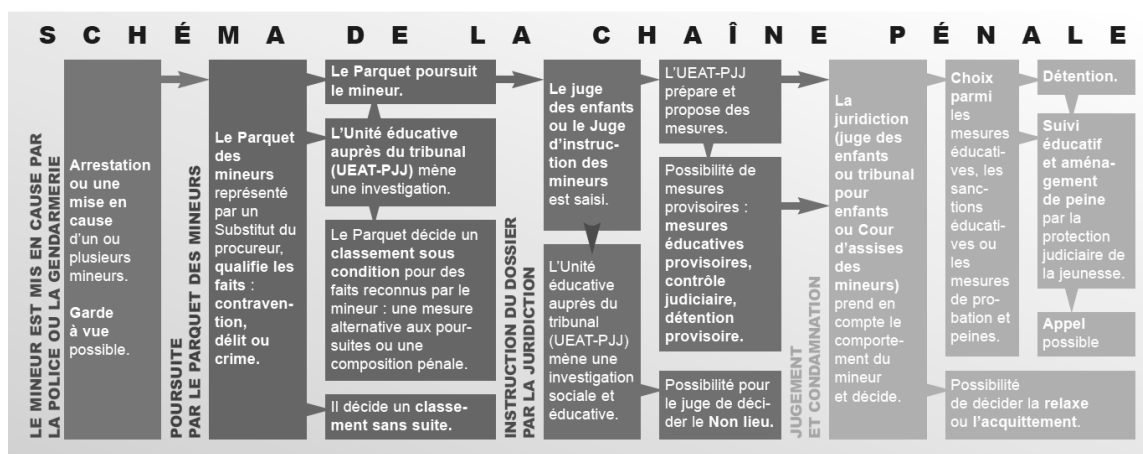 SCHÉMA DE LA CHAÎNE PÉNALE
LE MINEUR EST MIS EN CAUSE PAR
LA POLICE OU LA GENDARMERIE
Arrestation
ou une
mise en
cause
d'un ou
plusieurs
mineurs.
Garde
à vue
possible.
POURSUITE
PAR LE PARQUET DES MINEURS
Le Parquet
des
mineurs
représenté
par un
Substitut du
procureur,
qualifie les
faits :
contraven-
tion,
délit ou
crime.
Le Parquet poursuit
le mineur.
L'Unité éducative
auprès du tribunal
(UEAT-PJJ) mène
une investigation.
Le Parquet décide un
classement sous
condition pour des
faits reconnus par le
mineur : une mesure
alternative aux pour-
suites ou une
composition pénale.
Il décide un classe-
ment sans suite.
INSTRUCTION DU DOSSIER
PAR LA JURIDICTION
Le juge
des enfants
ou le Juge
d'instruc-
tion des
mineurs
est saisi.
L'Unité
éducative
auprès du
tribunal
(UEAT-PJJ)
mène une
investigation
sociale et
éducative.
L'UEAT-PJJ
prépare et
propose des
mesures.
Possibilité de
mesures
provisoires :
mesures
éducatives
provisoires,
contrôle
judiciaire,
détention
provisoire.
Possibilité pour
le juge de déci-
der le Non lieu.
JUGEMENT
ET CONDAMNATION
La
juridiction
(juge des
enfants
ou tribunal
pour
enfants
ou Cour
d'assises
des
mineurs)
prend en
compte le
comporte-
ment du
mineur
et décide.
Choix
parmi
les
mesures
éducati-
ves, les
sanc-
tions
éducati-
ves ou
les
mesures
de pro-
bation et
peines.
Détention.
Suivi
éducatif
et aména-
gement
de peine
par la
protection
judiciaire de
la jeunesse.
Appel
possible
Possibilité
de décider la relaxe
ou l'acquittement.